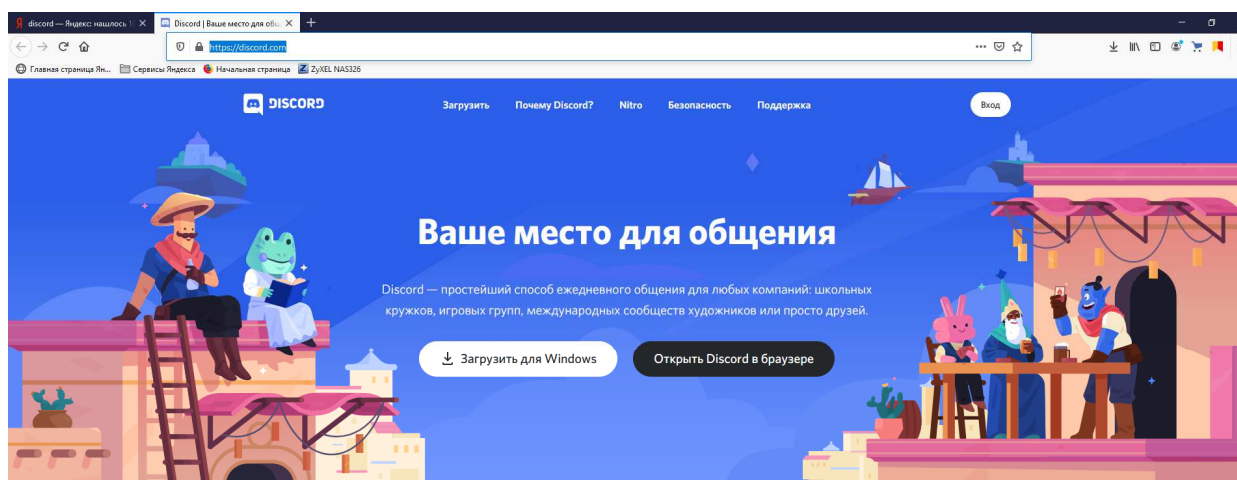 discord — Яндекс: нашлось 1
Discord | Ваше место для общ
https://discord.com
Главная страница Ян...
Сервисы Яндекса
Начальная страница
ZyXEL NAS326
DISCORD
Загрузить
Почему Discord?
Nitro
Безопасность
Поддержка
Вход
Ваше место для общения
Discord — простейший способ ежедневного общения для любых компаний: школьных
кружков, игровых групп, международных сообществ художников или просто друзей.
Загрузить для Windows
Открыть Discord в браузере